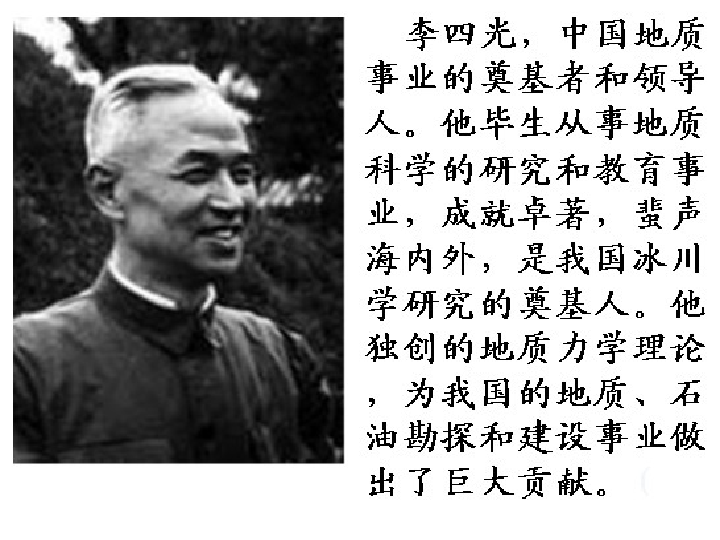 李四光，中国地质
事业的奠基者和领导
人。他毕生从事地质
科学的研究和教育事
业，成就卓著，蜚声
海内外，是我国冰川
学研究的奠基人。他
独创的地质力学理论
，为我国的地质、石
油勘探和建设事业做
出了巨大贡献。